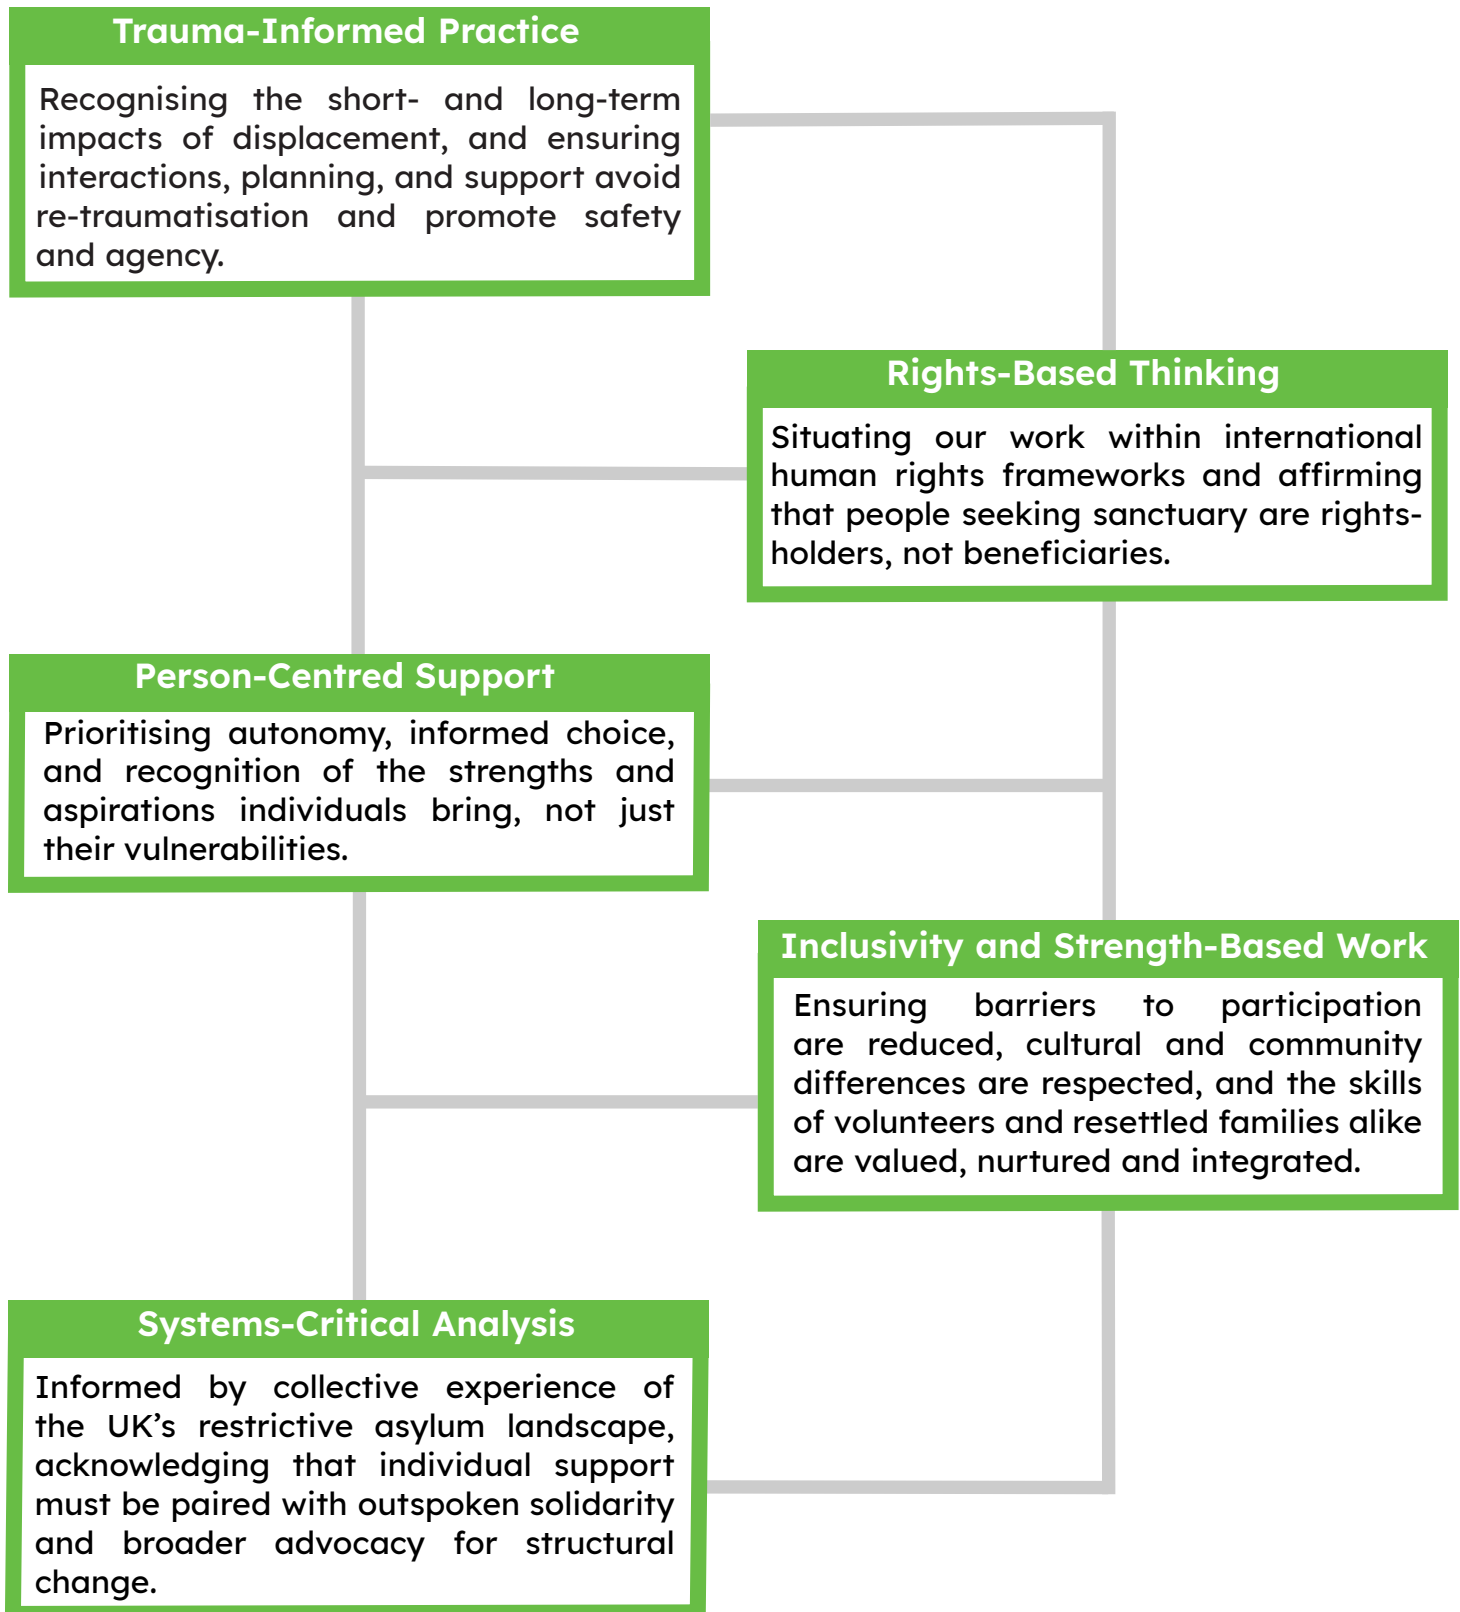 Trauma-Informed Practice
Recognising the short- and long-term
impacts of displacement, and ensuring
interactions, planning, and support avoid
re-traumatisation and promote safety
and agency.
Rights-Based Thinking
Situating our work within international
human rights frameworks and affirming
that people seeking sanctuary are rights-
holders, not beneficiaries.
Person-Centred Support
Prioritising autonomy, informed choice,
and recognition of the strengths and
aspirations individuals bring, not just
their vulnerabilities.
Inclusivity and Strength-Based Work
Ensuring barriers to participation
are reduced, cultural and community
differences are respected, and the skills
of volunteers and resettled families alike
are valued, nurtured and integrated.
Systems-Critical Analysis
Informed by collective experience of
the UK’s restrictive asylum landscape,
acknowledging that individual support
must be paired with outspoken solidarity
and broader advocacy for structural
change.